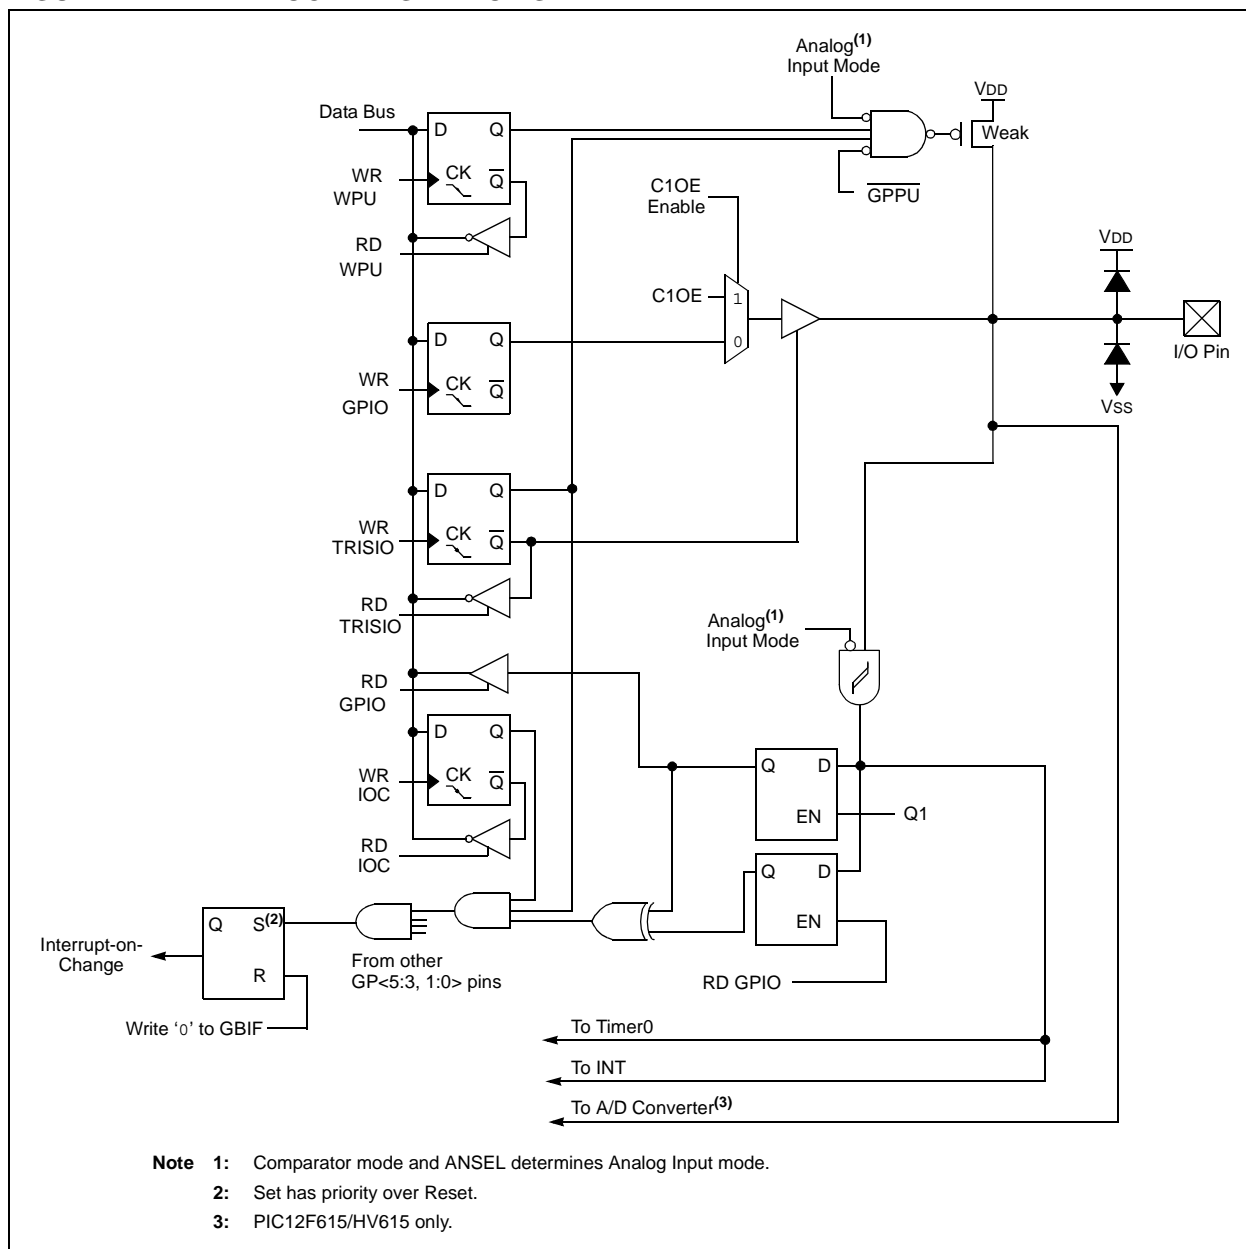 Analog(1)
Input Mode
VDD
Data Bus
D Q
Weak
WR
WPU
CK Q
C1OE
Enable
GPPU
RD
WPU
VDD
C1OE
1
0
D Q
I/O Pin
WR
GPIO
CK Q
VSS
D Q
WR
TRISIO
CK Q
RD
TRISIO
Analog(1)
Input Mode
RD
GPIO
D Q
WR
IOC
CK Q
Q D
EN
Q1
RD
IOC
Q D
EN
Q S(2)
R
Interrupt-on-
Change
From other
GP<5:3, 1:0> pins
RD GPIO
Write ‘0’ to GBIF
To Timer0
To INT
To A/D Converter(3)
Note 1: Comparator mode and ANSEL determines Analog Input mode.
2: Set has priority over Reset.
3: PIC12F615/HV615 only.